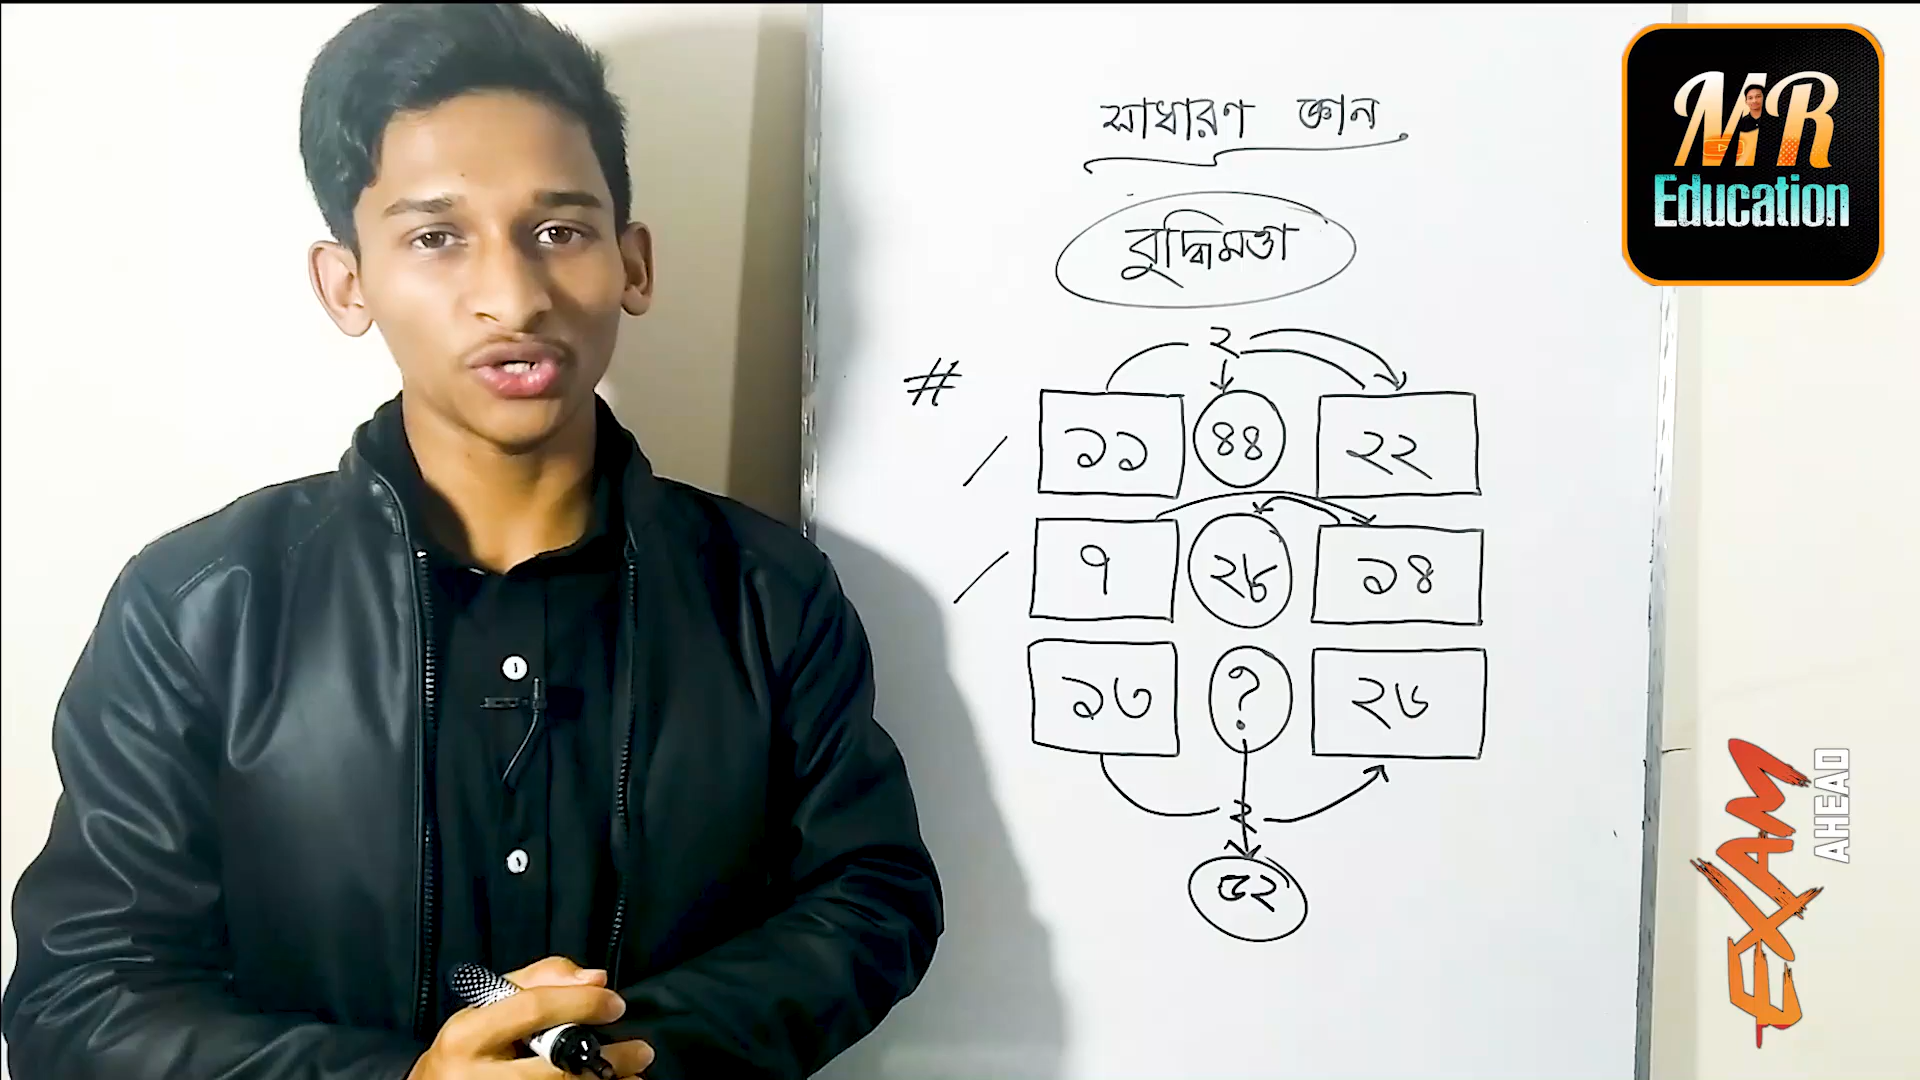 সাধারণ জ্ঞান
বুদ্ধিমত্তা
২
#
১১ ৪৪ ২২
৭ ২৮ ১৪
১৩ ? ২৬
২
৫২
MR
Education
EXAM
AHEAD